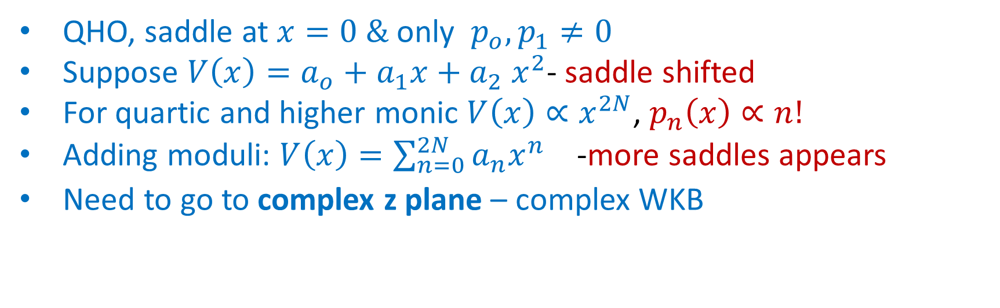 • QHO, saddle at $x = 0$ & only $p_o, p_1 \neq 0$
• Suppose $V(x) = a_o + a_1 x + a_2 \, x^2$- saddle shifted
• For quartic and higher monic $V(x) \propto x^{2N}$, $p_n(x) \propto n!$
• Adding moduli: $V(x) = \sum_{n=0}^{2N} a_n x^n$ -more saddles appears
• Need to go to complex z plane – complex WKB